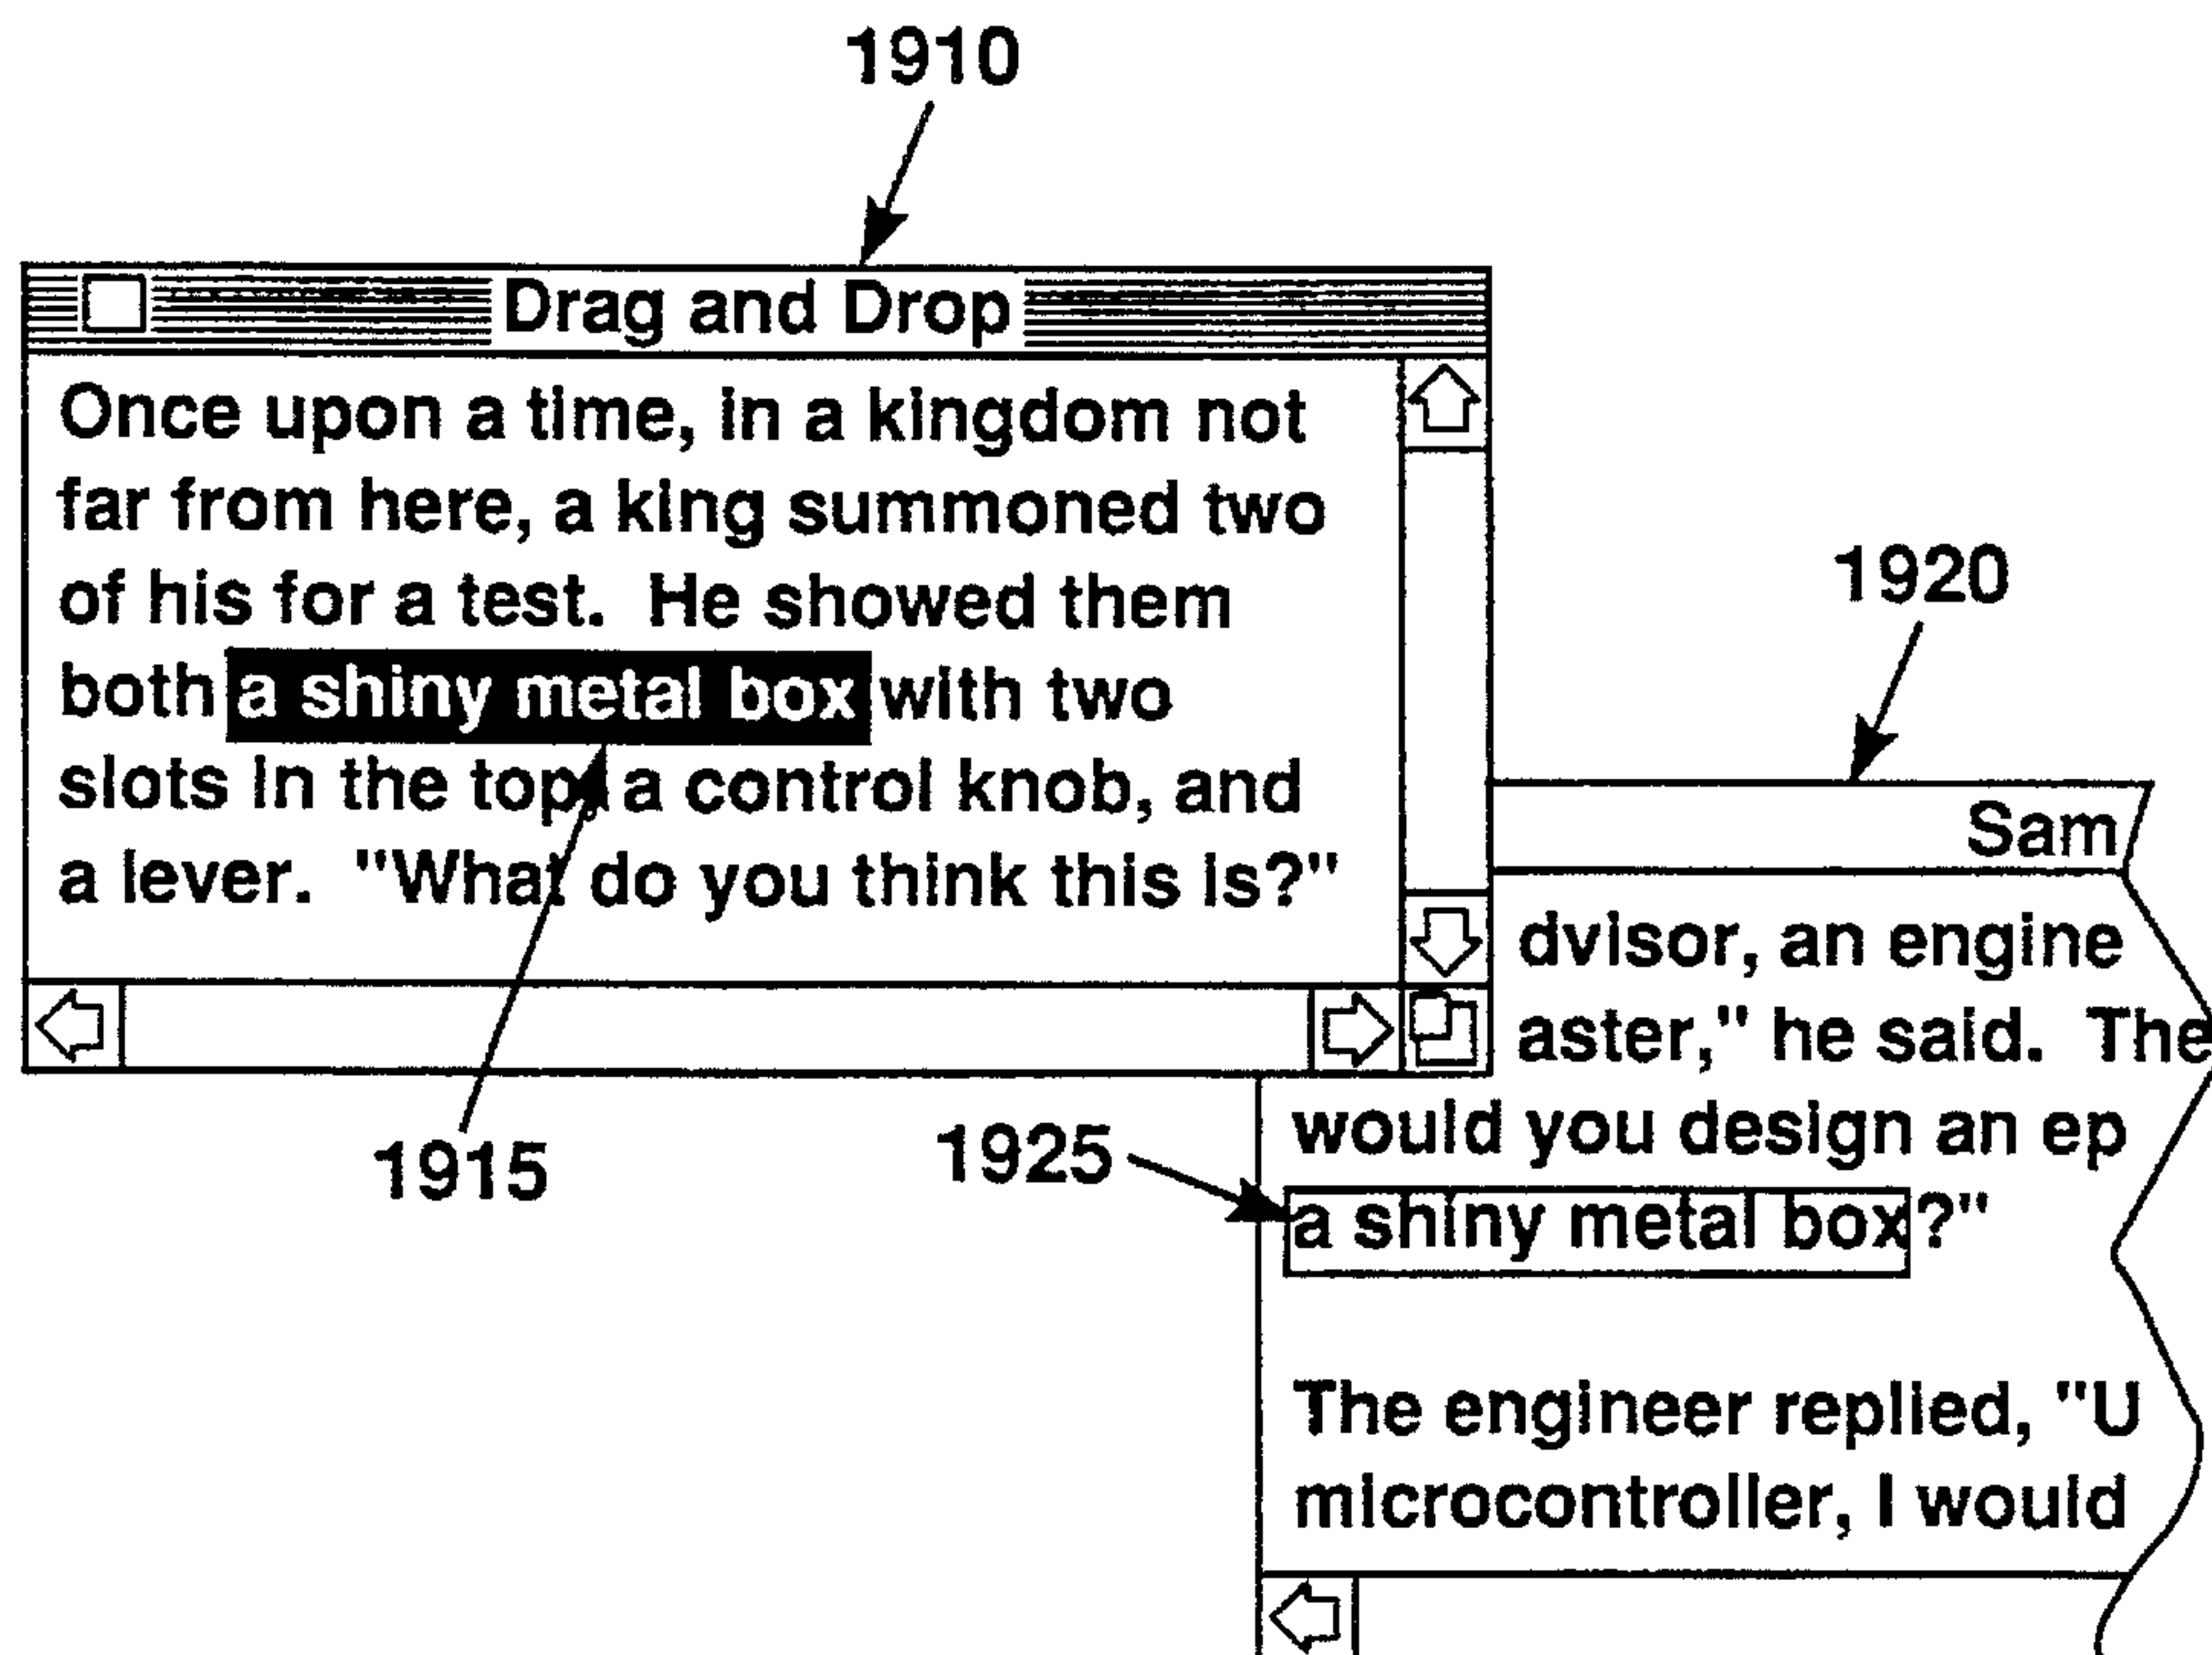 1910
Drag and Drop
Once upon a time, in a kingdom not
far from here, a king summoned two
of his for a test.  He showed them
both a shiny metal box with two
slots in the top, a control knob, and
a lever.  "What do you think this is?"
1915
1920
Sam
dvisor, an engine
aster," he said.  The
would you design an ep
1925
a shiny metal box?"
The engineer replied, "U
microcontroller, I would